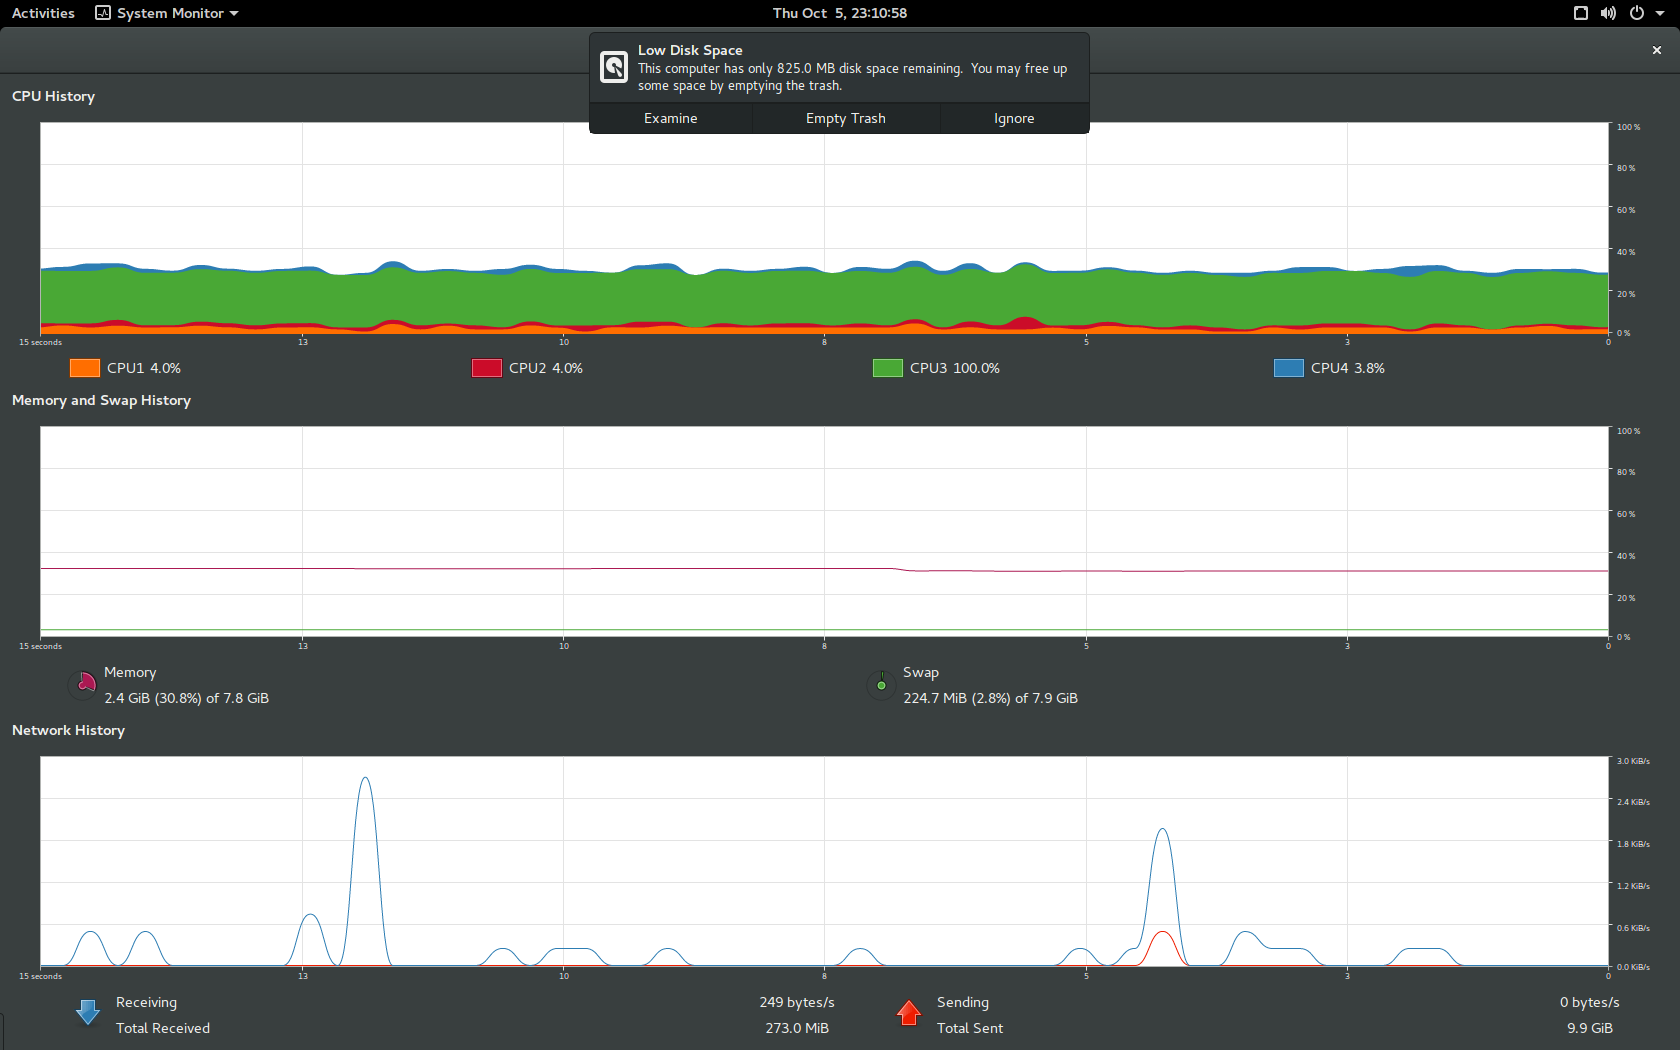 Activities System Monitor Thu Oct 5, 23:10:58
Low Disk Space
This computer has only 825.0 MB disk space remaining. You may free up
some space by emptying the trash.
Examine Empty Trash Ignore
CPU History
100 %
80 %
60 %
40 %
20 %
0 %
15 seconds 13 10 8 5 3 0
CPU1 4.0% CPU2 4.0% CPU3 100.0% CPU4 3.8%
Memory and Swap History
100 %
80 %
60 %
40 %
20 %
0 %
15 seconds 13 10 8 5 3 0
Memory Swap
2.4 GiB (30.8%) of 7.8 GiB 224.7 MiB (2.8%) of 7.9 GiB
Network History
3.0 KiB/s
2.4 KiB/s
1.8 KiB/s
1.2 KiB/s
0.6 KiB/s
0.0 KiB/s
15 seconds 13 10 8 5 3 0
Receiving 249 bytes/s Sending 0 bytes/s
Total Received 273.0 MiB Total Sent 9.9 GiB